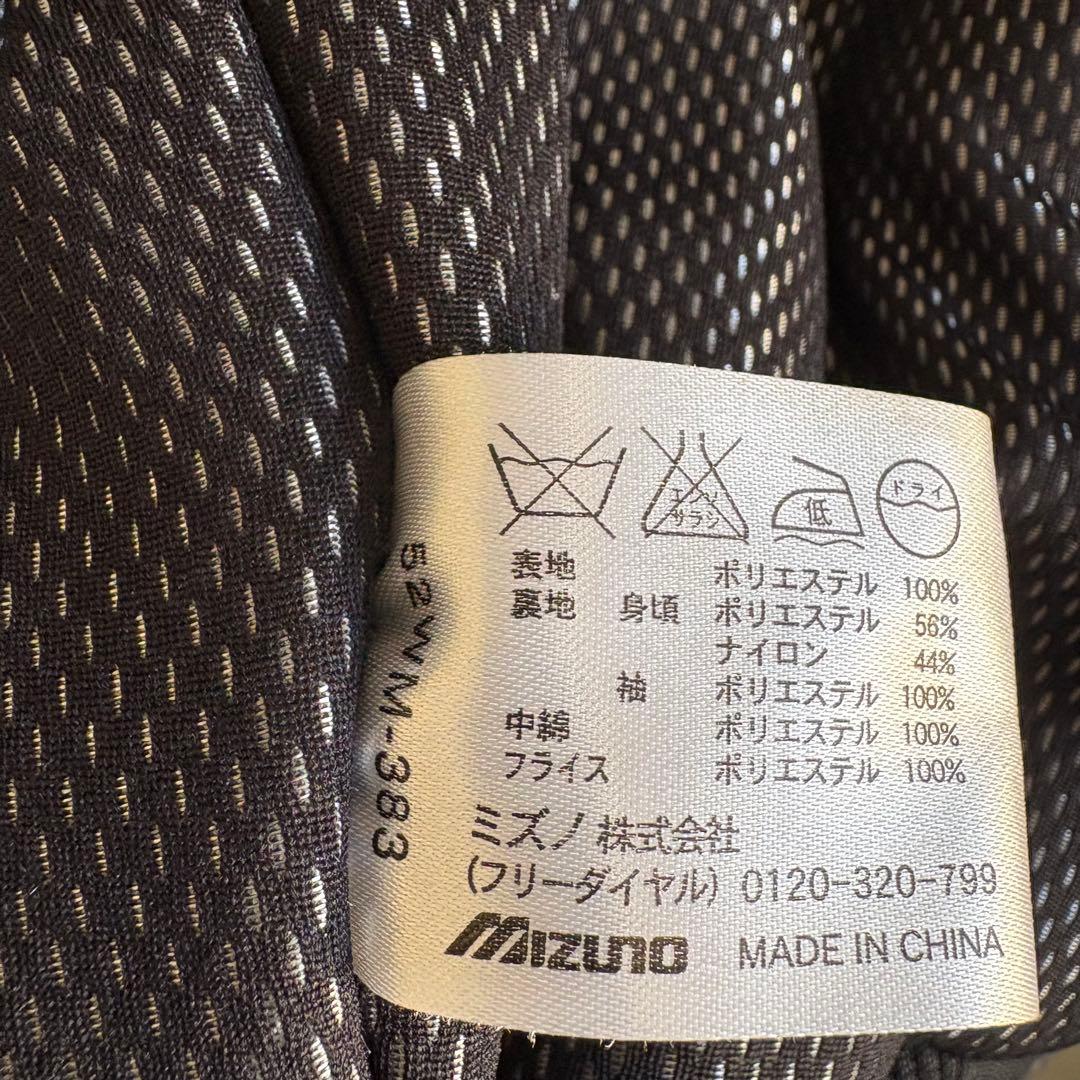 エンソ
サラシ
低
ドライ
表地 ポリエステル 100%
裏地 身頃 ポリエステル 56%
ナイロン 44%
袖 ポリエステル 100%
中綿 ポリエステル 100%
フライス ポリエステル 100%
ミズノ株式会社
(フリーダイヤル) 0120-320-799
MIZUNO MADE IN CHINA
52WM-383